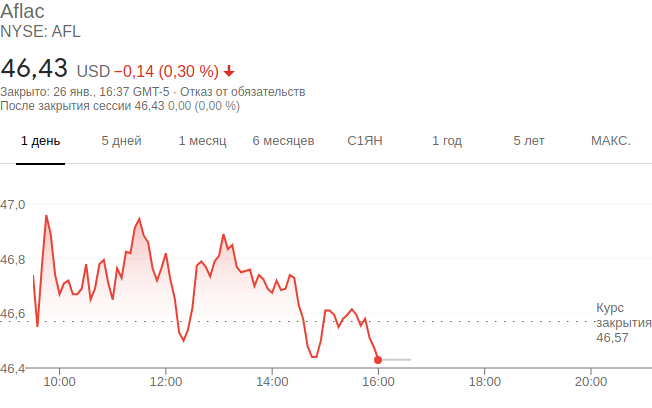 Aflac
NYSE: AFL
46,43 USD −0,14 (0,30 %)
Закрыто: 26 янв., 16:37 GMT-5 · Отказ от обязательств
После закрытия сессии 46,43 0,00 (0,00 %)
1 день 5 дней 1 месяц 6 месяцев С1ЯН 1 год 5 лет МАКС.
47,0
46,8
46,6
Курс
закрытия
46,57
46,4
10:00 12:00 14:00 16:00 18:00 20:00